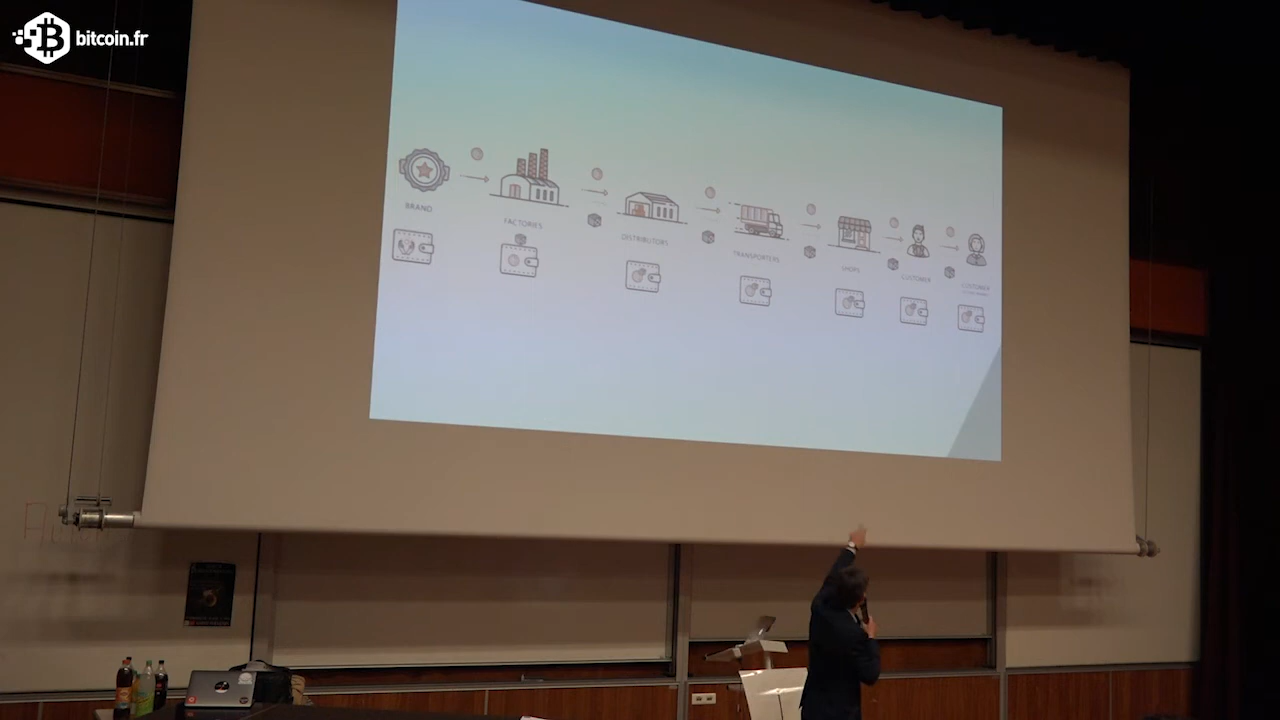 bitcoin.fr
BRAND
FACTORIES
DISTRIBUTORS
TRANSPORTERS
SHOPS
CUSTOMER
CUSTOMER